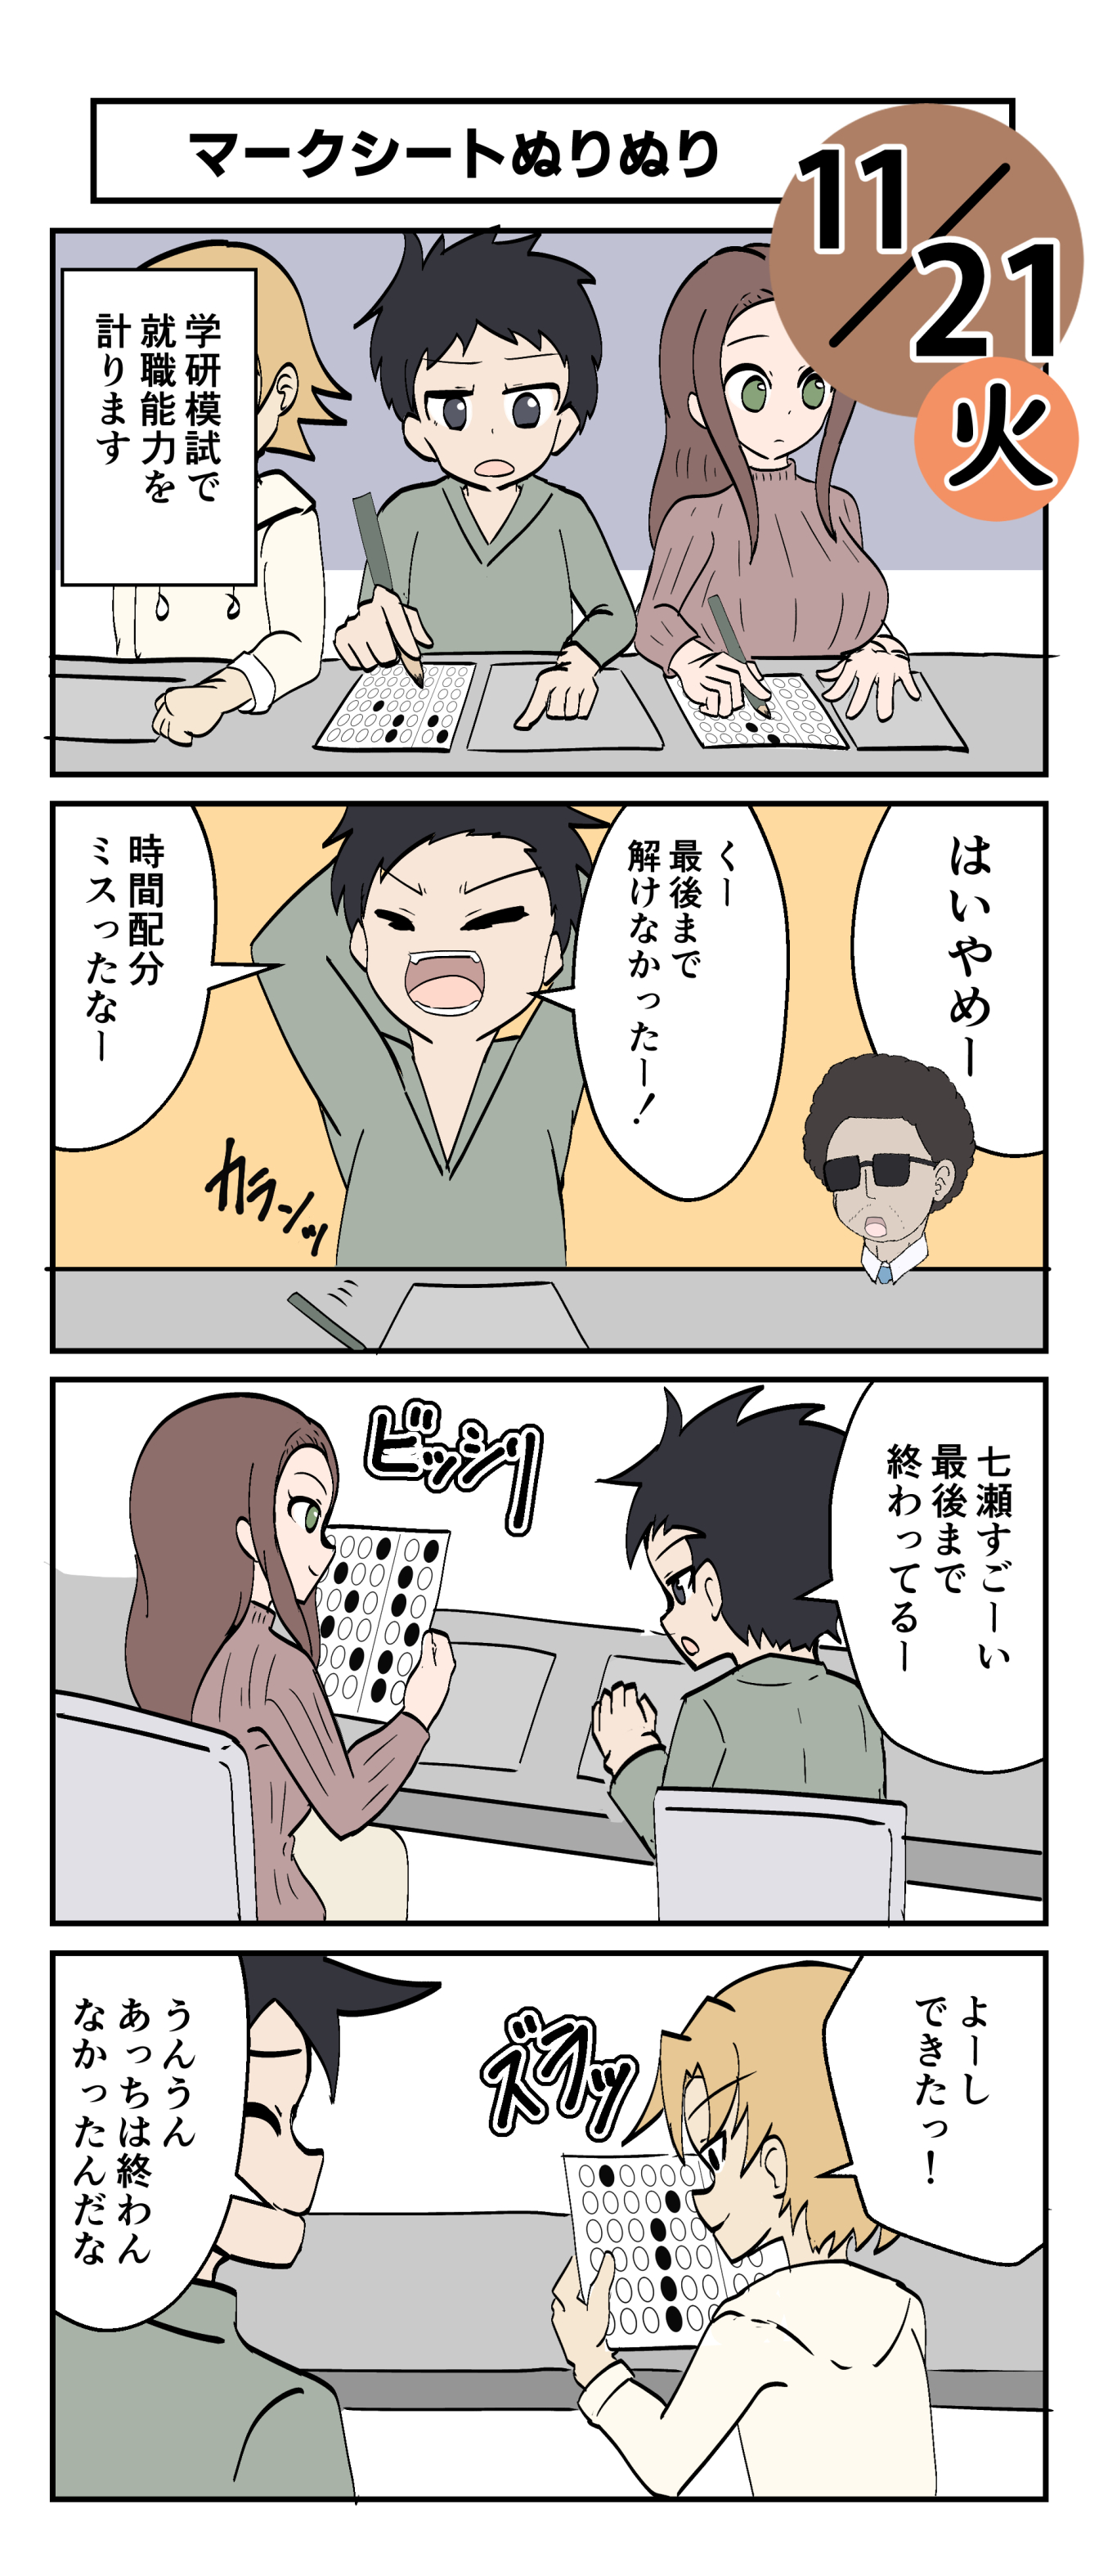 マークシートぬりぬり
11/21
火
学研模試で
就職能力を
計ります
はいやめー
くー
最後まで
解けなかったー！
時間配分
ミスったなー
カランッ
七瀬すごーい
最後まで
終わってるー
ビッシリ
よーし
できたっ！
ズラッ
うんうん
あっちは終わん
なかったんだな